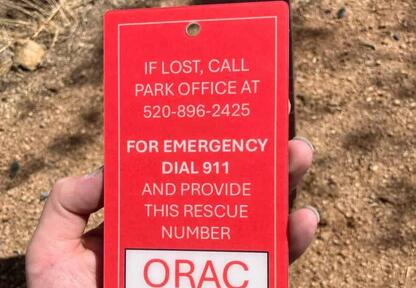 IF LOST, CALL
PARK OFFICE AT
520-896-2425
FOR EMERGENCY
DIAL 911
AND PROVIDE
THIS RESCUE
NUMBER
ORAC